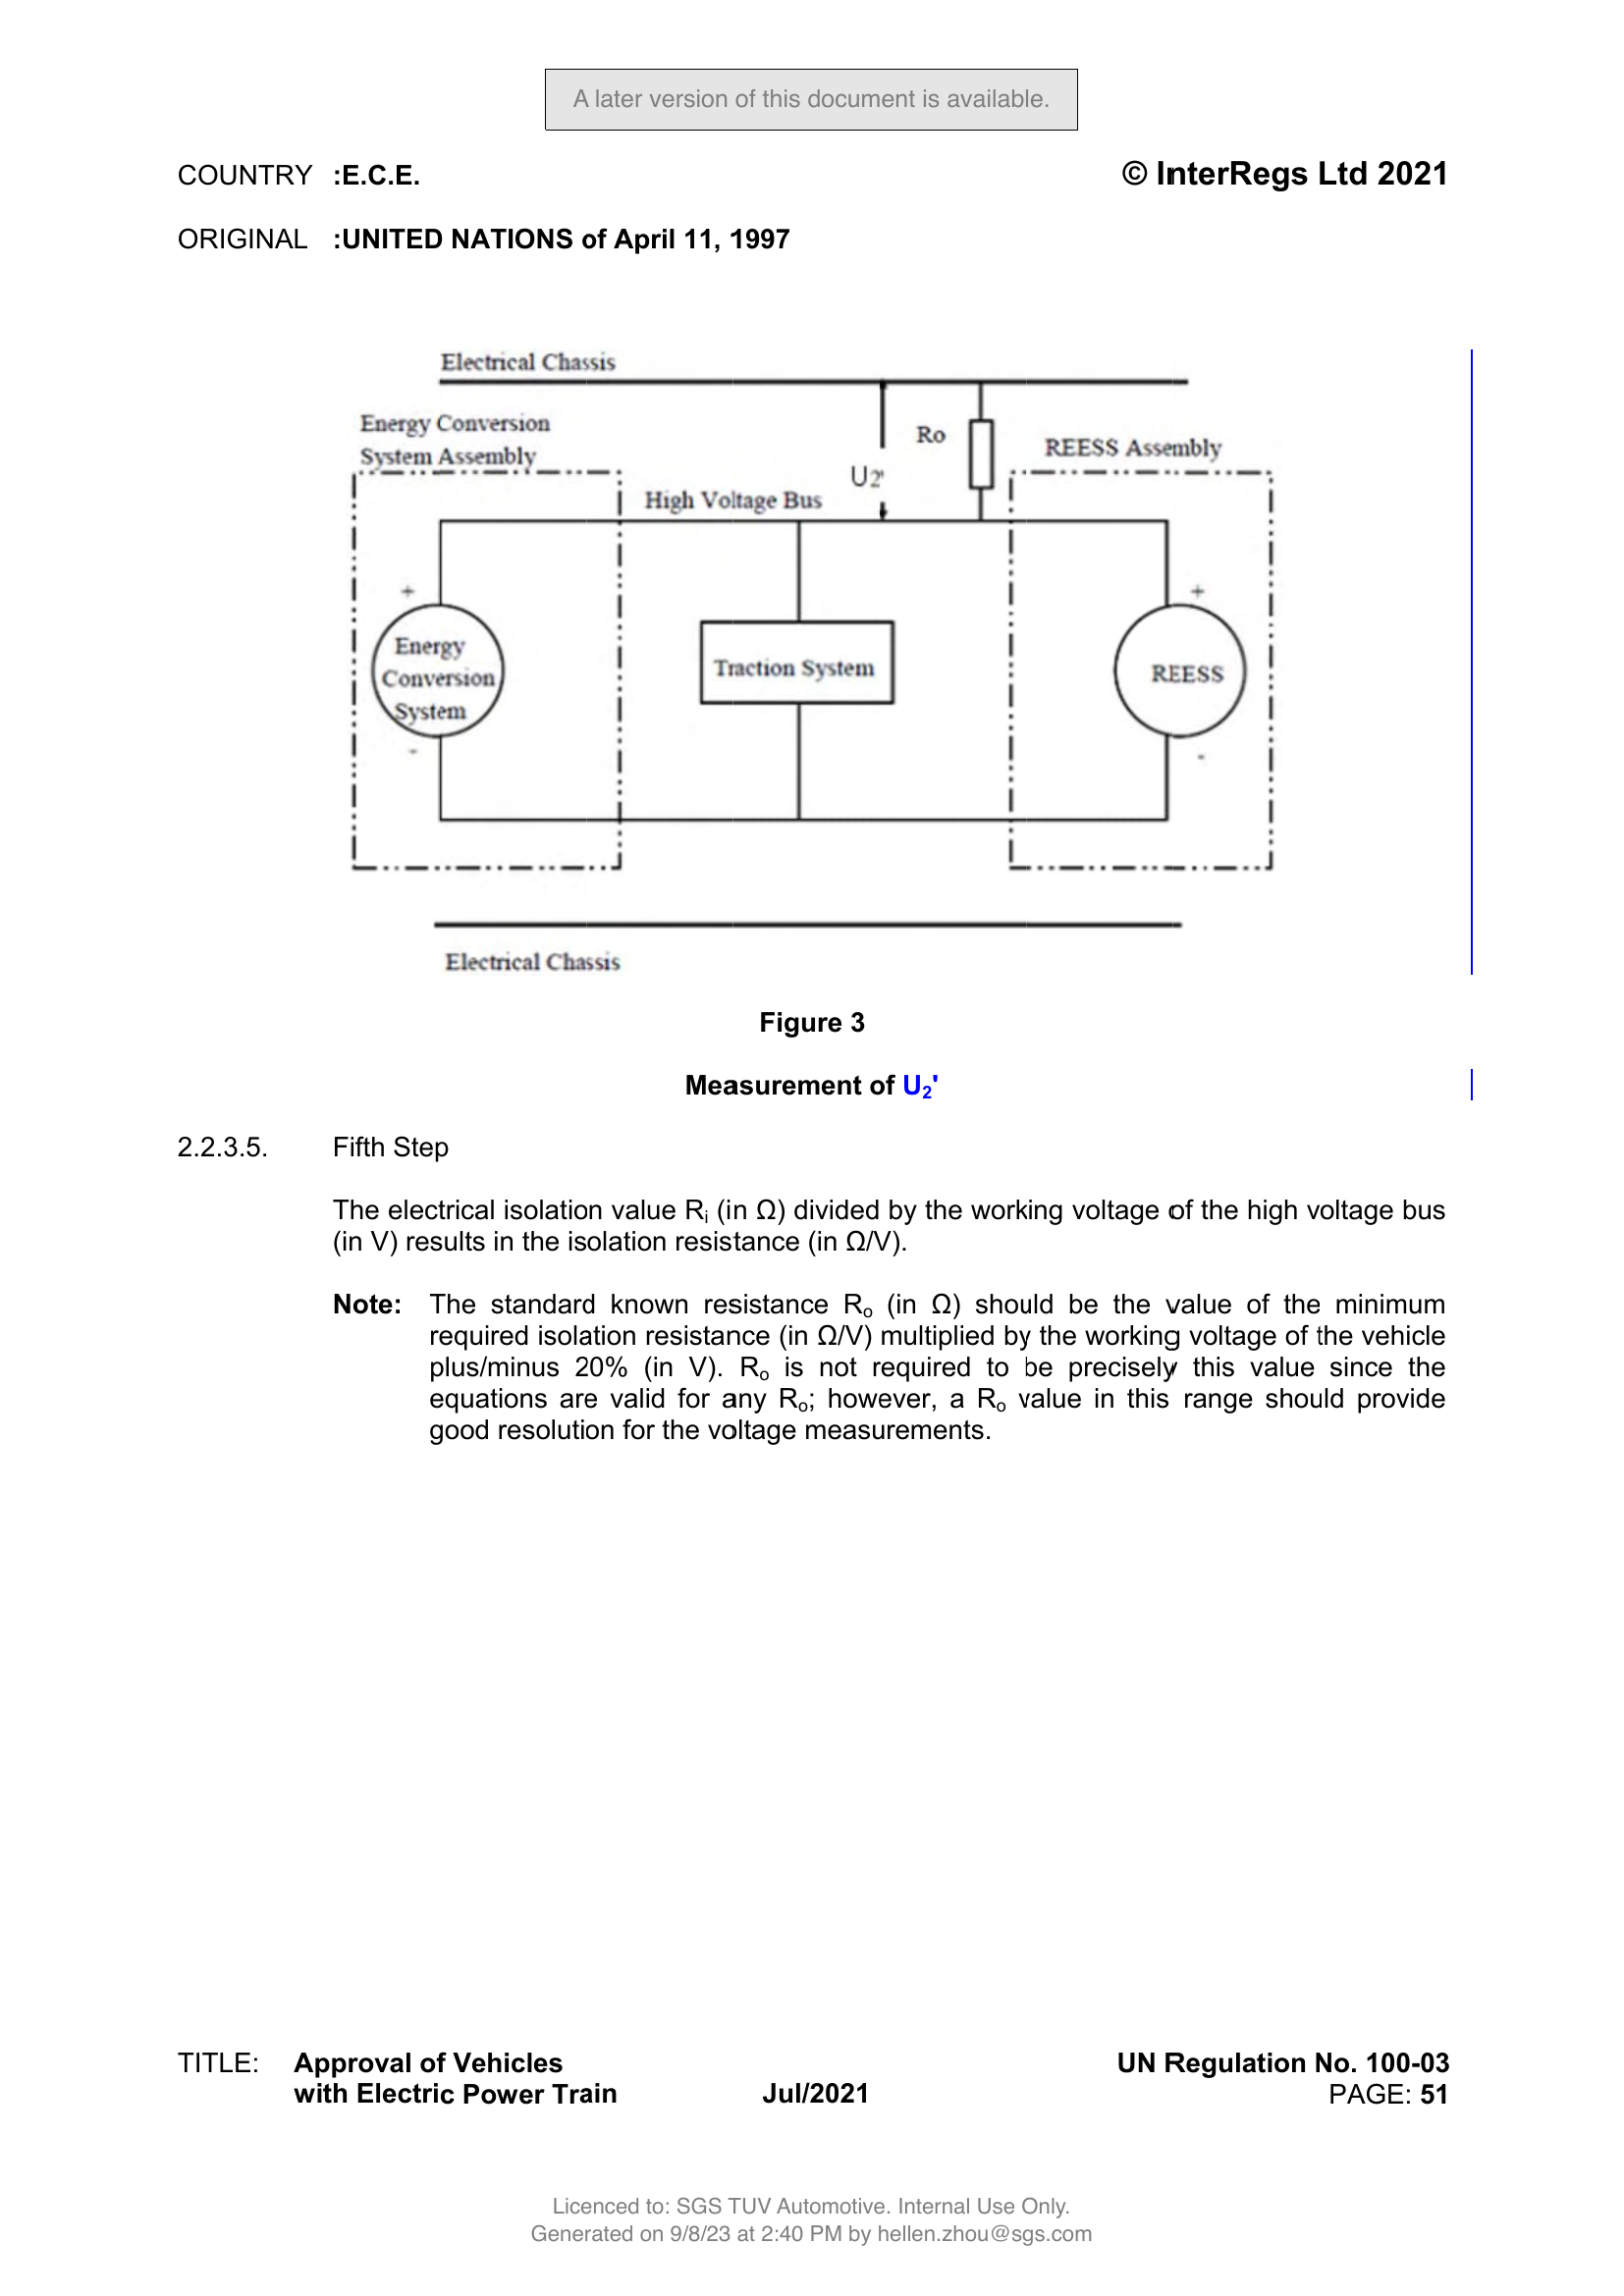 A later version of this document is available.
COUNTRY :E.C.E. © InterRegs Ltd 2021
ORIGINAL :UNITED NATIONS of April 11, 1997
Electrical Chassis
Energy Conversion
System Assembly
Ro
REESS Assembly
U2'
High Voltage Bus
+
+
Energy
Conversion
System
Traction System
REESS
-
-
Electrical Chassis
Figure 3
Measurement of U₂'
2.2.3.5. Fifth Step
The electrical isolation value Rᵢ (in Ω) divided by the working voltage of the high voltage bus
(in V) results in the isolation resistance (in Ω/V).
Note: The standard known resistance Rₒ (in Ω) should be the value of the minimum
required isolation resistance (in Ω/V) multiplied by the working voltage of the vehicle
plus/minus 20% (in V). Rₒ is not required to be precisely this value since the
equations are valid for any Rₒ; however, a Rₒ value in this range should provide
good resolution for the voltage measurements.
TITLE: Approval of Vehicles UN Regulation No. 100-03
with Electric Power Train Jul/2021 PAGE: 51
Licenced to: SGS TUV Automotive. Internal Use Only.
Generated on 9/8/23 at 2:40 PM by hellen.zhou@sgs.com